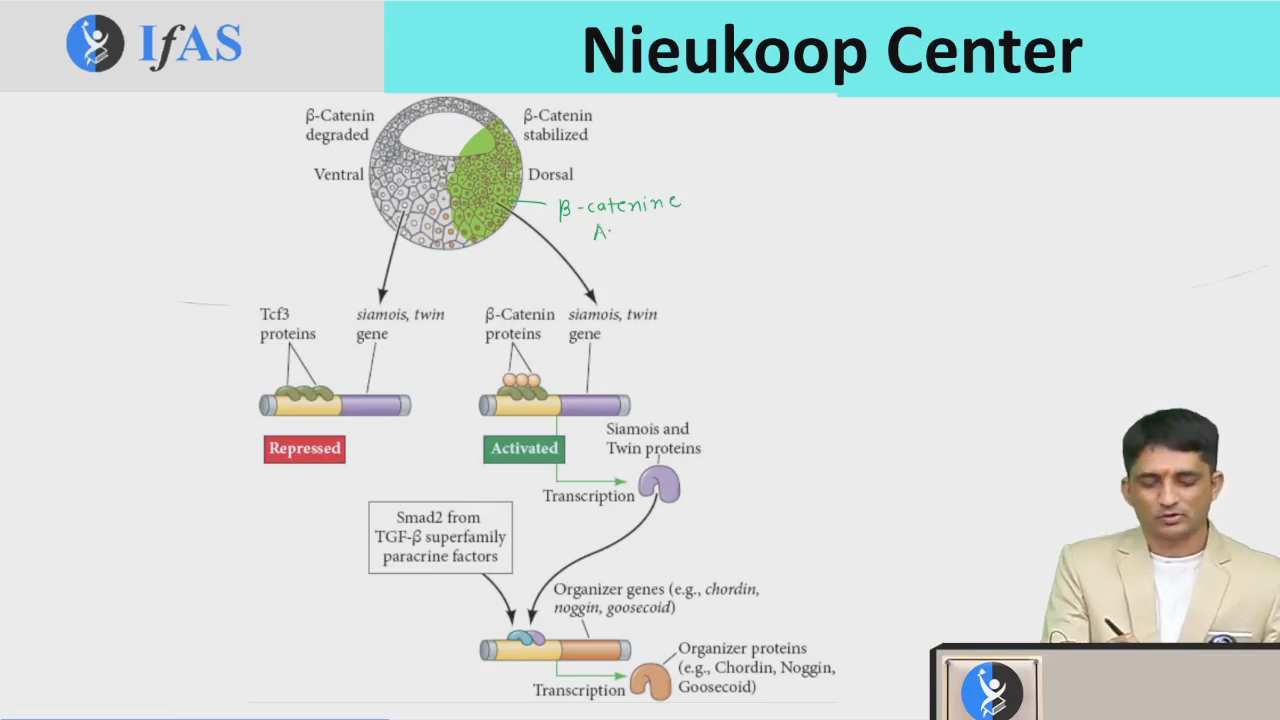 IfAS
Nieukoop Center
β-Catenin
degraded
β-Catenin
stabilized
Ventral
Dorsal
β-catenine
A.
Tcf3
proteins
siamois, twin
gene
β-Catenin
proteins
siamois, twin
gene
Repressed
Activated
Siamois and
Twin proteins
Transcription
Smad2 from
TGF-β superfamily
paracrine factors
Organizer genes (e.g., chordin,
noggin, goosecoid)
Organizer proteins
(e.g., Chordin, Noggin,
Goosecoid)
Transcription